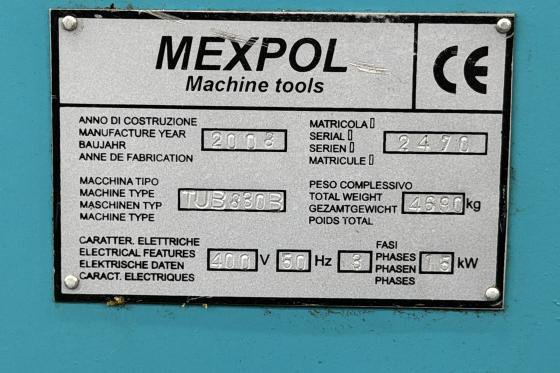 MEXPOL
Machine tools
CE
ANNO DI COSTRUZIONE
MANUFACTURE YEAR
BAUJAHR
ANNE DE FABRICATION
2008
MATRICOLA
SERIAL
SERIEN
MATRICULE
2470
MACCHINA TIPO
MACHINE TYPE
MASCHINEN TYP
MACHINE TYPE
TUB830B
PESO COMPLESSIVO
TOTAL WEIGHT
GEZAMTGEWICHT
POIDS TOTAL
4690 kg
CARATTER. ELETTRICHE
ELECTRICAL FEATURES
ELEKTRISCHE DATEN
CARACT. ELECTRIQUES
400 V 50 Hz 3
FASI
PHASES
PHASEN
PHASES
15 kW